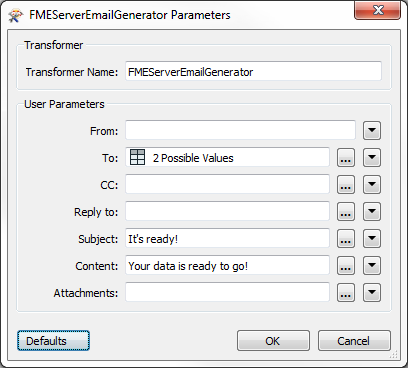 FMEServerEmailGenerator Parameters
Transformer
Transformer Name: FMEServerEmailGenerator
User Parameters
From:
To: 2 Possible Values ...
CC: ...
Reply to: ...
Subject: It's ready! ...
Content: Your data is ready to go! ...
Attachments: ...
Defaults OK Cancel